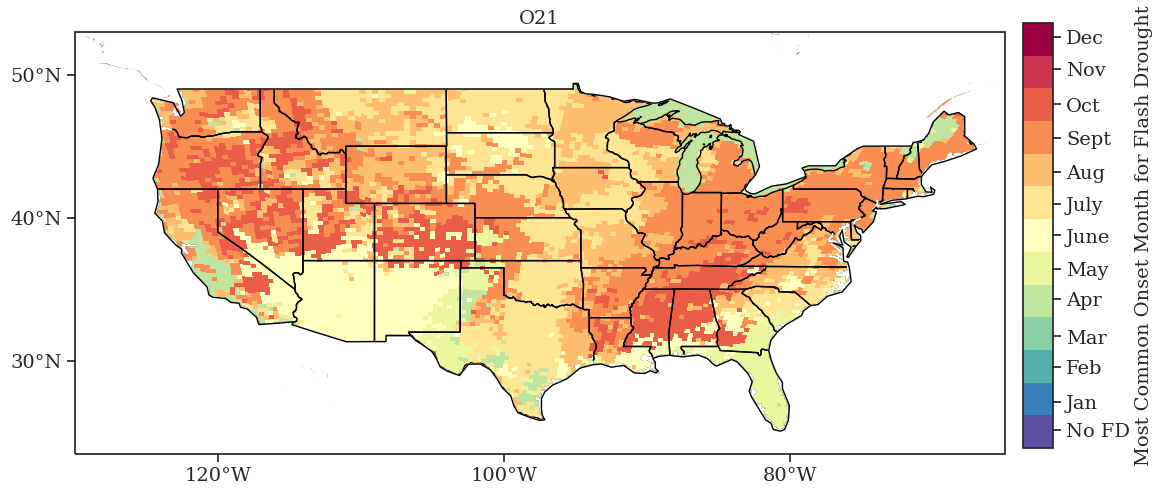 O21
50°N
40°N
30°N
120°W
100°W
80°W
Dec
Nov
Oct
Sept
Aug
July
June
May
Apr
Mar
Feb
Jan
No FD
Most Common Onset Month for Flash Drought